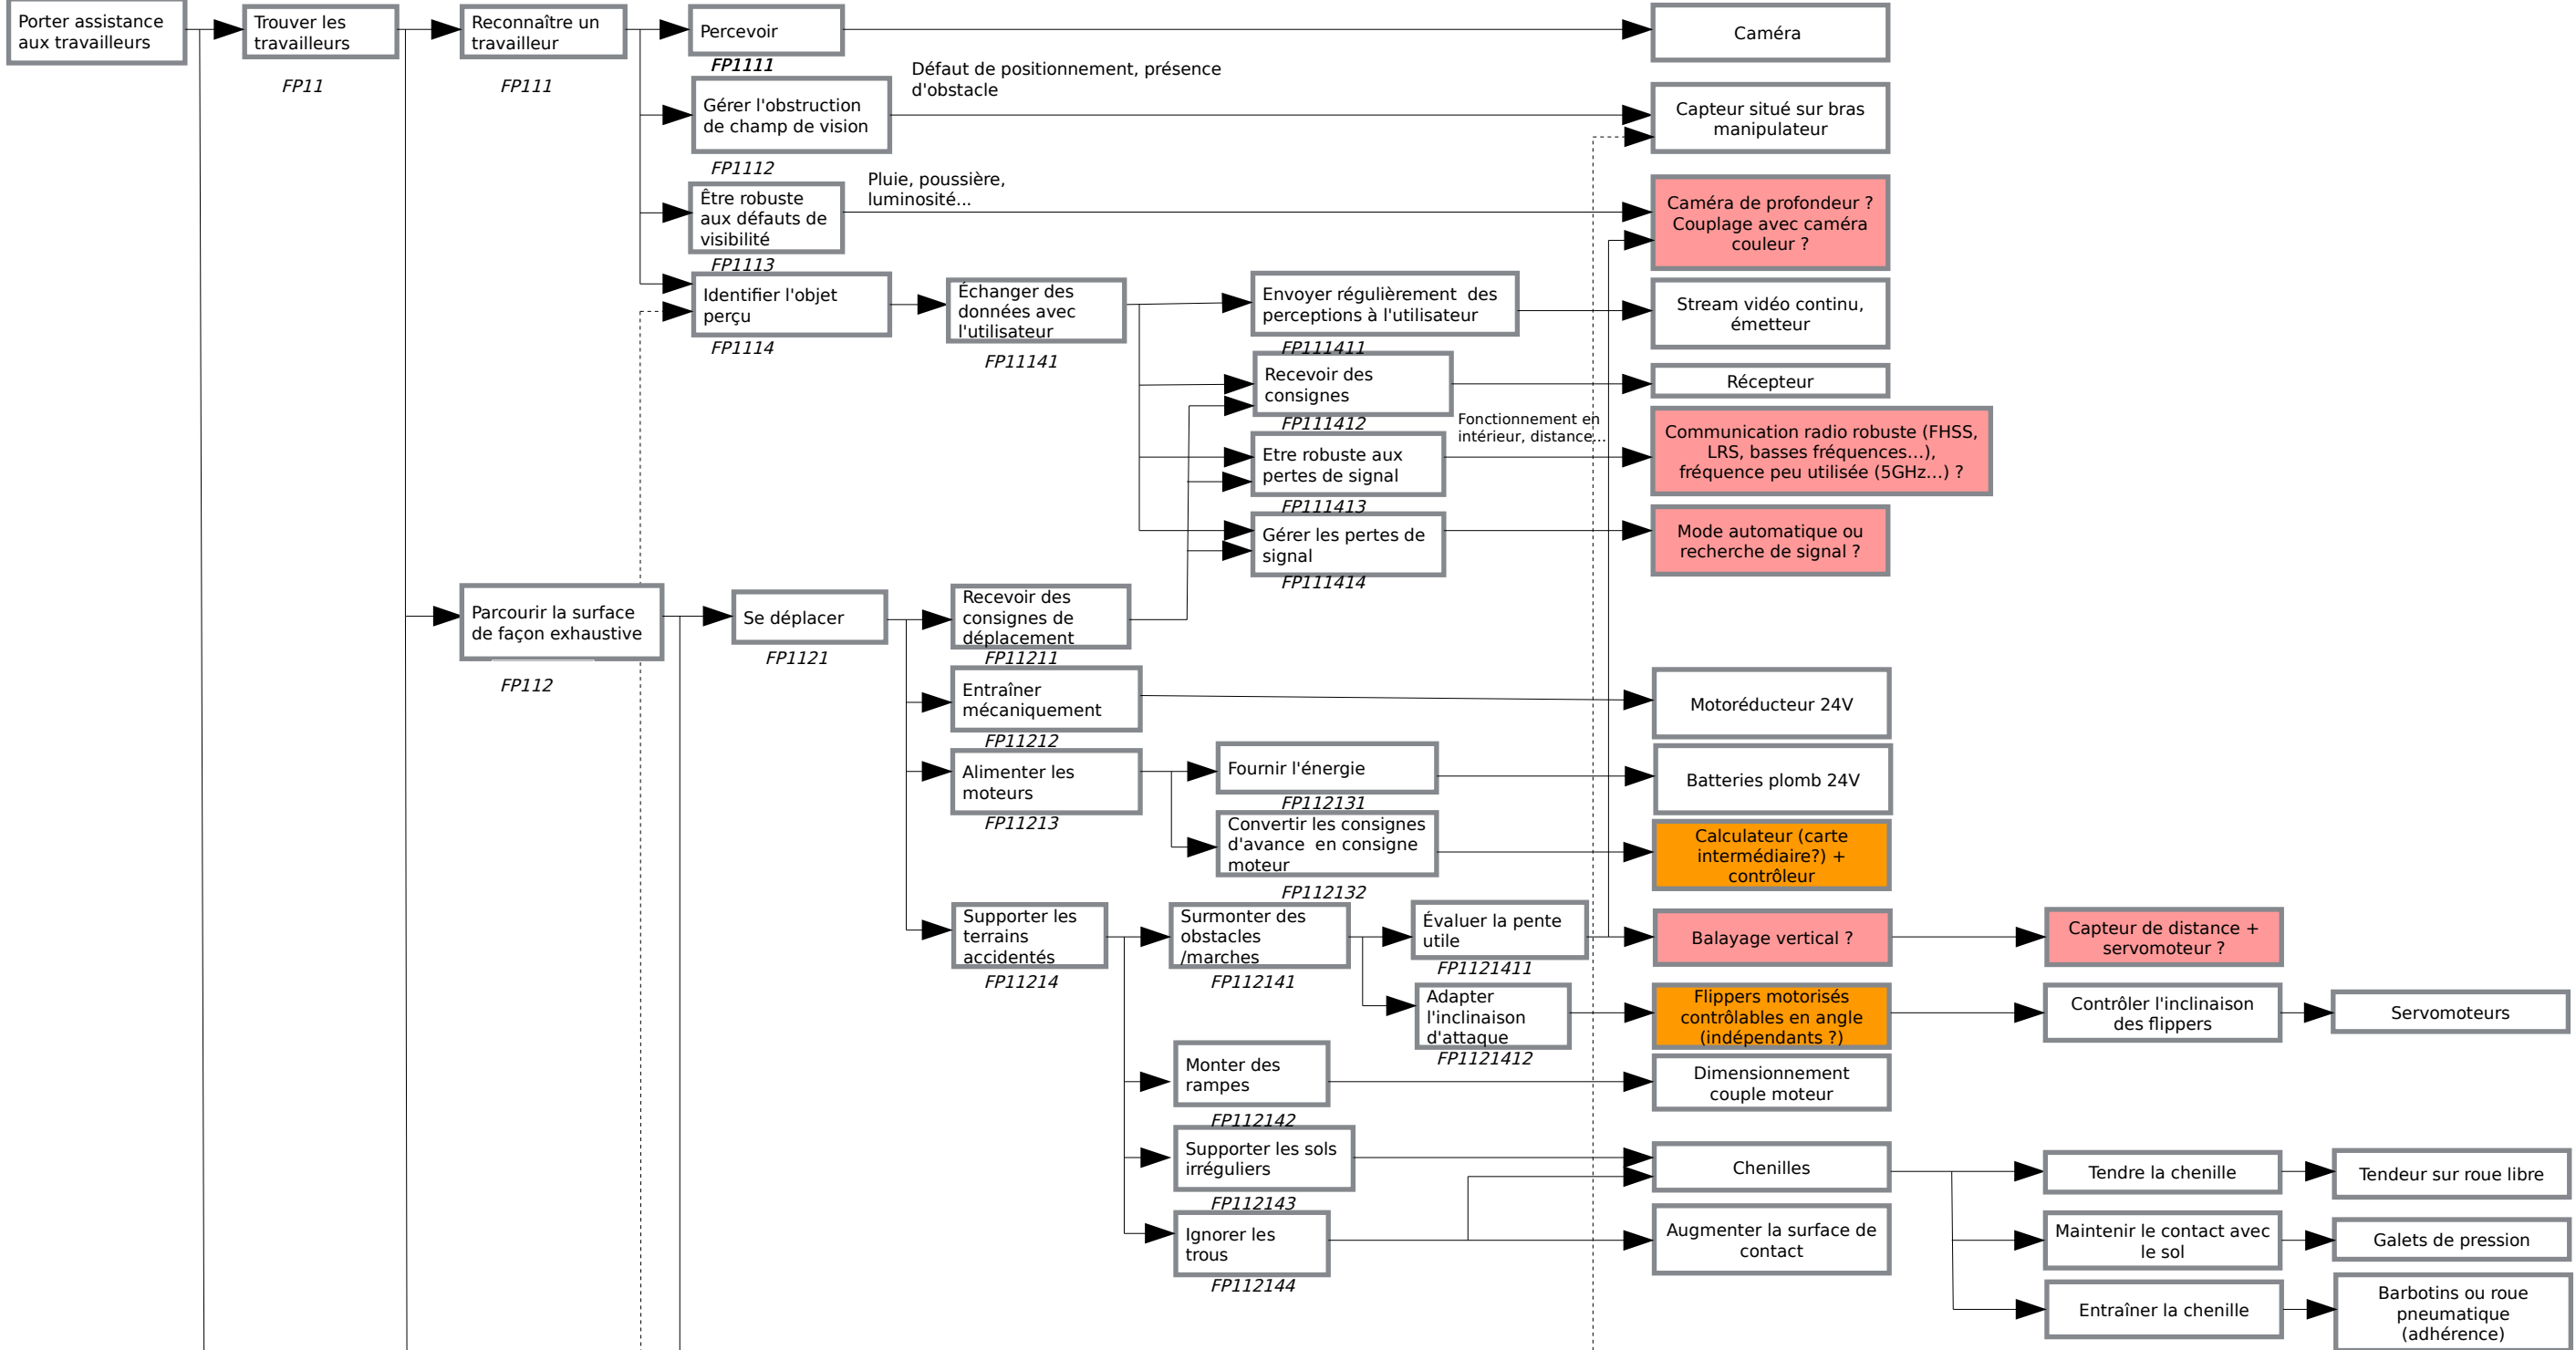 Porter assistance
aux travailleurs
Trouver les
travailleurs
FP11
Reconnaître un
travailleur
FP111
Percevoir
FP1111
Caméra
Gérer l'obstruction
de champ de vision
FP1112
Défaut de positionnement, présence
d'obstacle
Capteur situé sur bras
manipulateur
Être robuste
aux défauts de
visibilité
FP1113
Pluie, poussière,
luminosité...
Caméra de profondeur ?
Couplage avec caméra
couleur ?
Identifier l'objet
perçu
FP1114
Échanger des
données avec
l'utilisateur
FP11141
Envoyer régulièrement  des
perceptions à l'utilisateur
FP111411
Stream vidéo continu,
émetteur
Recevoir des
consignes
FP111412
Récepteur
Etre robuste aux
pertes de signal
FP111413
Fonctionnement en
intérieur, distance...
Communication radio robuste (FHSS,
LRS, basses fréquences...),
fréquence peu utilisée (5GHz...) ?
Gérer les pertes de
signal
FP111414
Mode automatique ou
recherche de signal ?
Parcourir la surface
de façon exhaustive
FP112
Se déplacer
FP1121
Recevoir des
consignes de
déplacement
FP11211
Entraîner
mécaniquement
FP11212
Motoréducteur 24V
Alimenter les
moteurs
FP11213
Fournir l'énergie
FP112131
Batteries plomb 24V
Convertir les consignes
d'avance  en consigne
moteur
FP112132
Calculateur (carte
intermédiaire?) +
contrôleur
Supporter les
terrains
accidentés
FP11214
Surmonter des
obstacles
/marches
FP112141
Évaluer la pente
utile
FP1121411
Balayage vertical ?
Capteur de distance +
servomoteur ?
Adapter
l'inclinaison
d'attaque
FP1121412
Flippers motorisés
contrôlables en angle
(indépendants ?)
Contrôler l'inclinaison
des flippers
Servomoteurs
Monter des
rampes
FP112142
Dimensionnement
couple moteur
Supporter les sols
irréguliers
FP112143
Chenilles
Tendre la chenille
Tendeur sur roue libre
Ignorer les
trous
FP112144
Augmenter la surface de
contact
Maintenir le contact avec
le sol
Galets de pression
Entraîner la chenille
Barbotins ou roue
pneumatique
(adhérence)